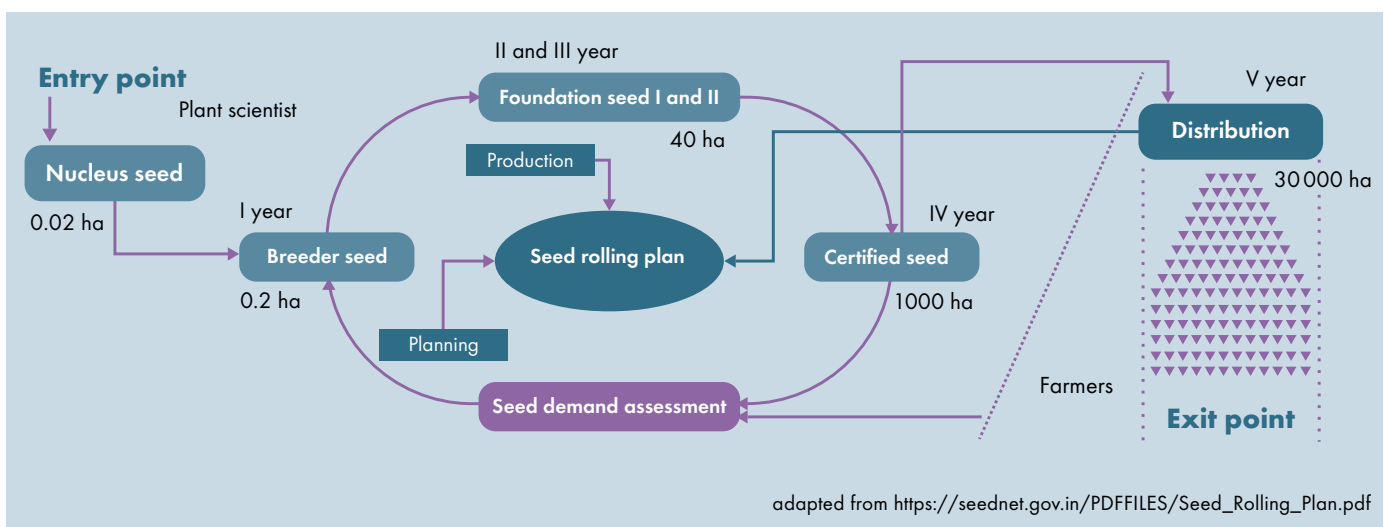 Entry point
Plant scientist
Nucleus seed
0.02 ha
I year
Breeder seed
0.2 ha
II and III year
Foundation seed I and II
40 ha
Production
Seed rolling plan
Planning
IV year
Certified seed
1000 ha
Seed demand assessment
V year
Distribution
30 000 ha
Farmers
Exit point
adapted from https://seednet.gov.in/PDFFILES/Seed_Rolling_Plan.pdf